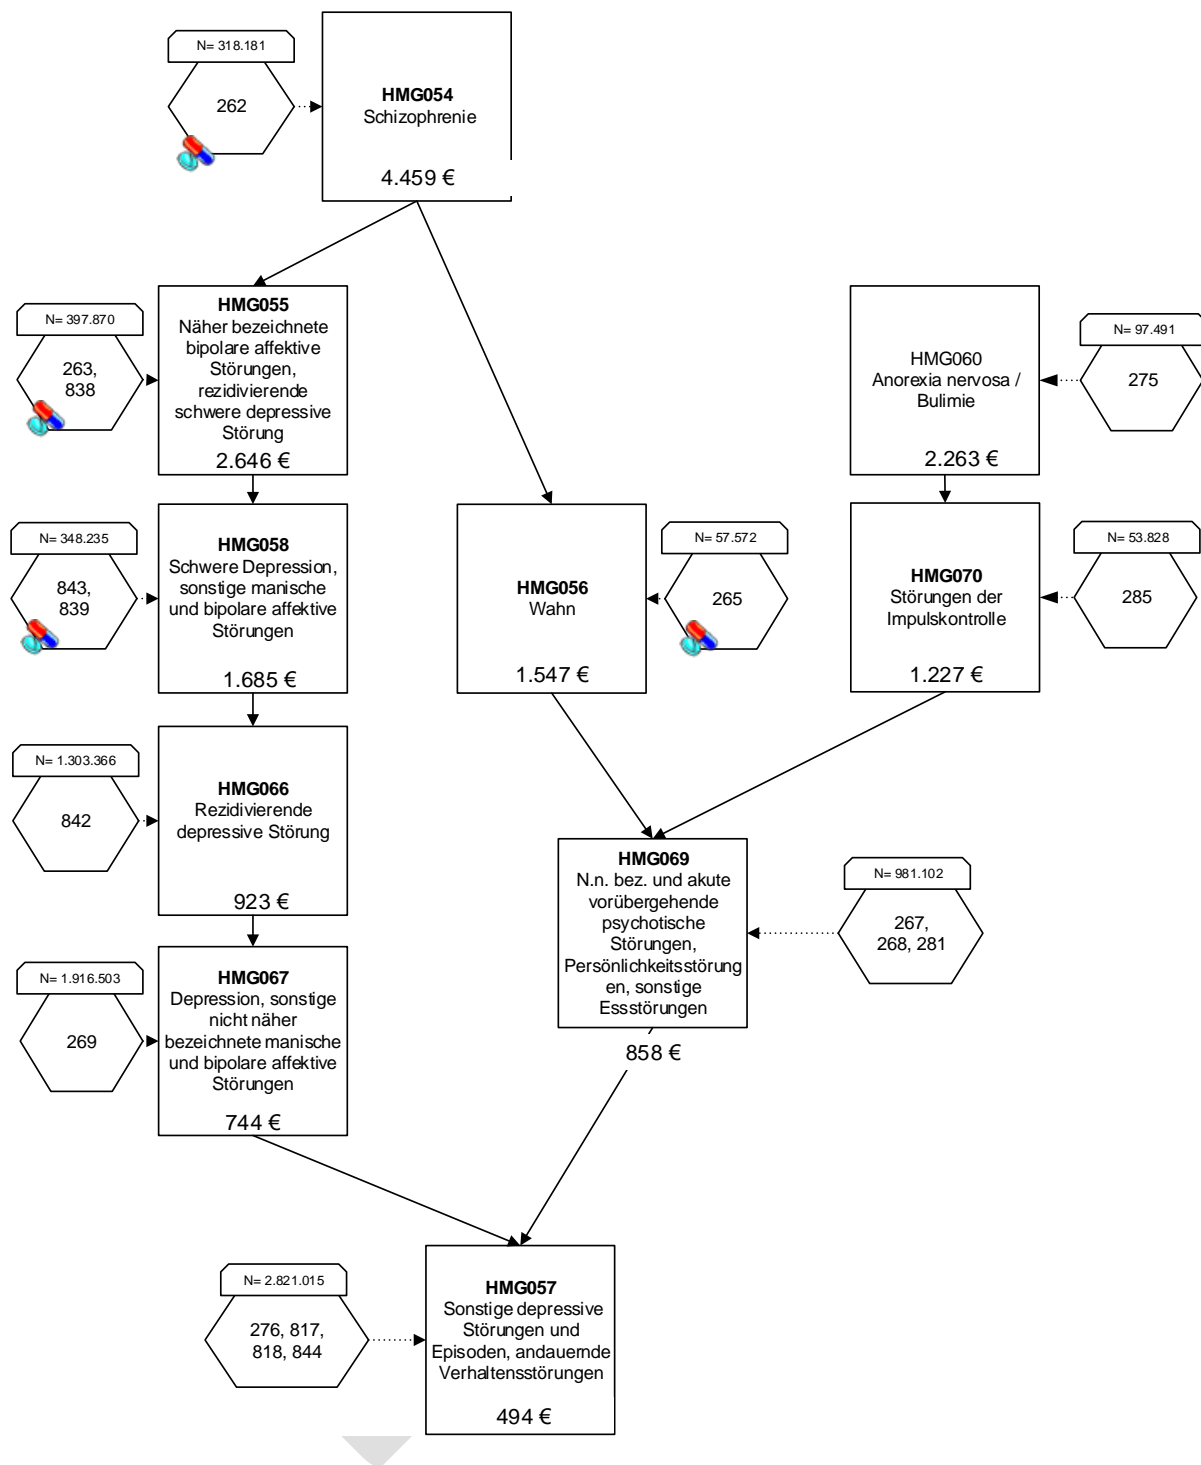 N= 318.181
262
HMG054
Schizophrenie
4.459 €
N= 397.870
263,
838
HMG055
Näher bezeichnete
bipolare affektive
Störungen,
rezidivierende
schwere depressive
Störung
2.646 €
HMG060
Anorexia nervosa /
Bulimie
2.263 €
N= 97.491
275
N= 348.235
843,
839
HMG058
Schwere Depression,
sonstige manische
und bipolare affektive
Störungen
1.685 €
HMG056
Wahn
1.547 €
N= 57.572
265
HMG070
Störungen der
Impulskontrolle
1.227 €
N= 53.828
285
N= 1.303.366
842
HMG066
Rezidivierende
depressive Störung
923 €
HMG069
N.n. bez. und akute
vorübergehende
psychotische
Störungen,
Persönlichkeitsstörung
en, sonstige
Essstörungen
858 €
N= 981.102
267,
268, 281
N= 1.916.503
269
HMG067
Depression, sonstige
nicht näher
bezeichnete manische
und bipolare affektive
Störungen
744 €
N= 2.821.015
276, 817,
818, 844
HMG057
Sonstige depressive
Störungen und
Episoden, andauernde
Verhaltensstörungen
494 €